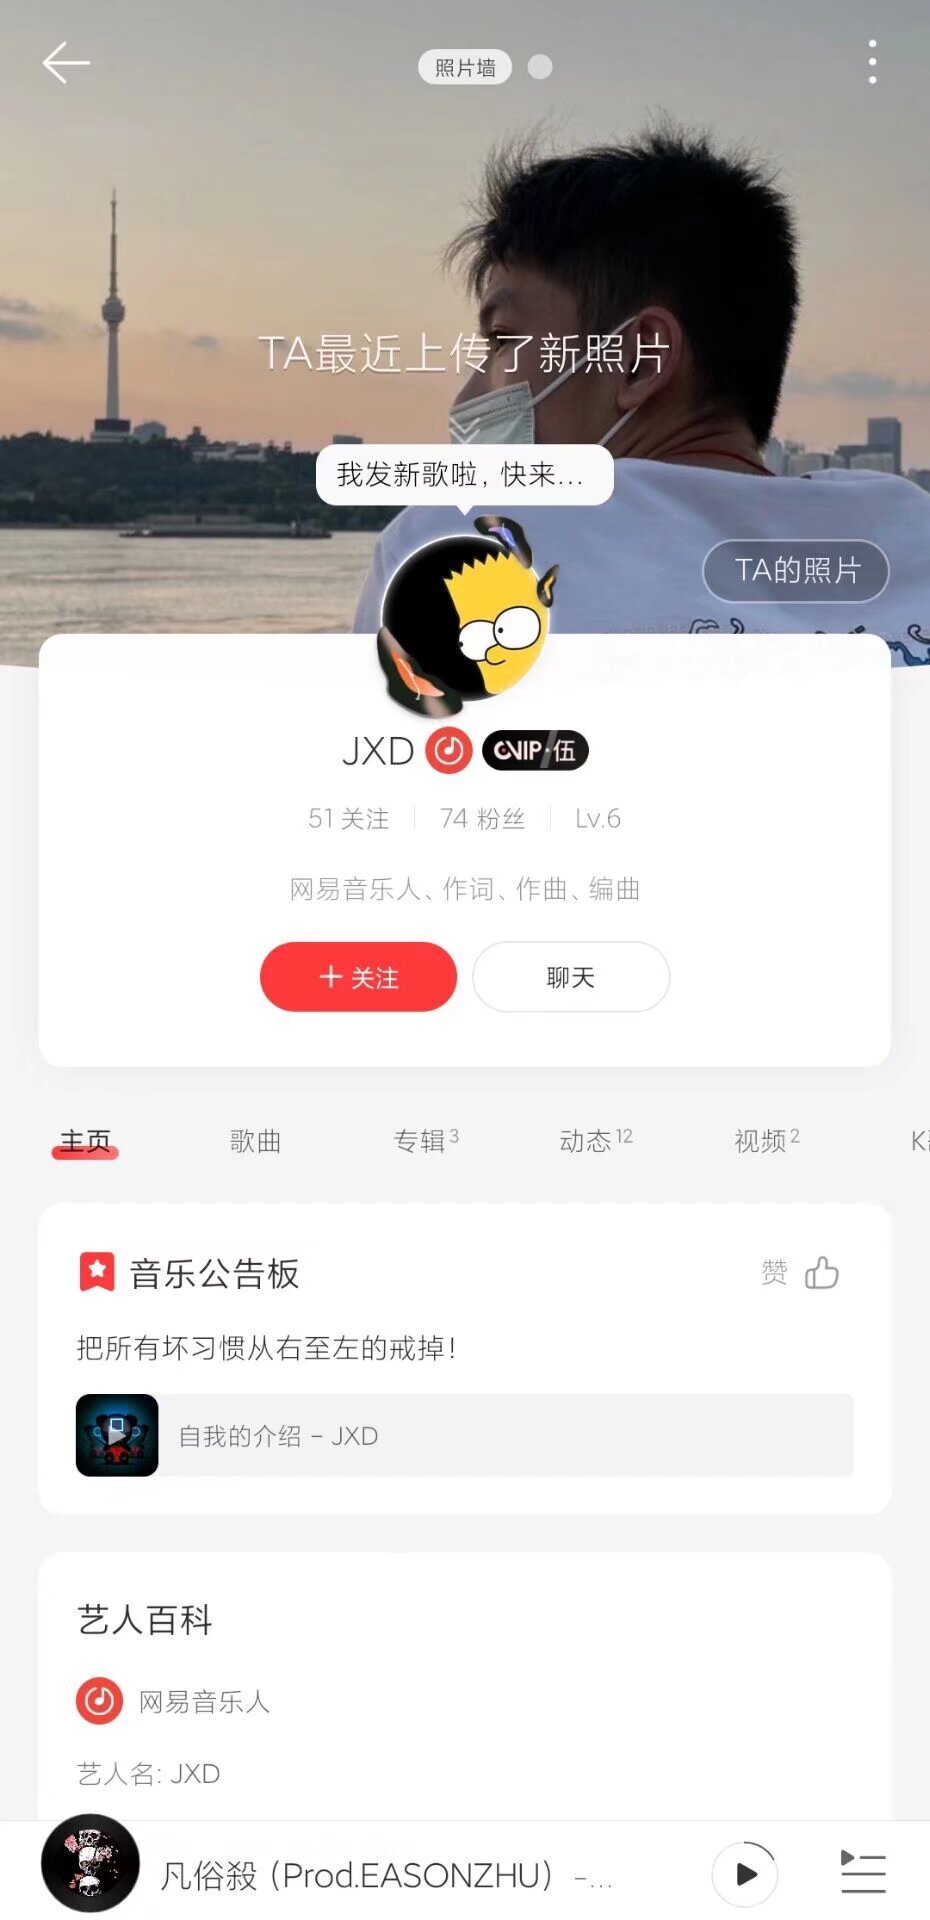 照片墙
TA最近上传了新照片
我发新歌啦，快来...
TA的照片
JXD VIP·伍
51 关注 74 粉丝 Lv.6
网易音乐人、作词、作曲、编曲
+ 关注 聊天
主页 歌曲 专辑 3 动态 12 视频 2 K
音乐公告板 赞
把所有坏习惯从右至左的戒掉！
自我的介绍 - JXD
艺人百科
网易音乐人
艺人名: JXD
凡俗殺（Prod.EASONZHU）-...